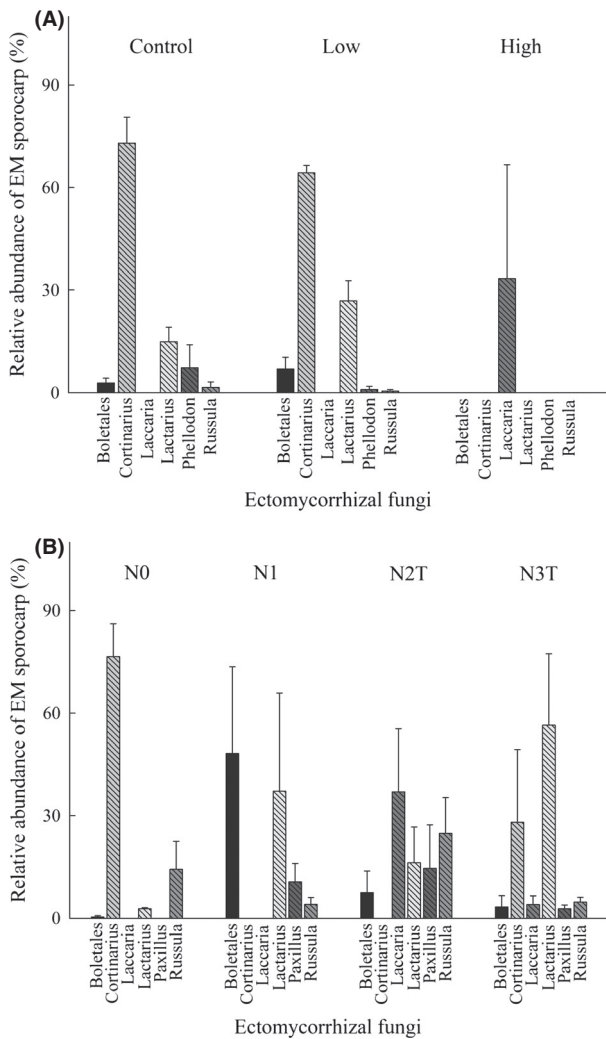 (A)
Control Low High
Relative abundance of EM sporocarp (%)
90
60
30
0
Boletales
Cortinarius
Laccaria
Lactarius
Phellodon
Russula
Boletales
Cortinarius
Laccaria
Lactarius
Phellodon
Russula
Boletales
Cortinarius
Laccaria
Lactarius
Phellodon
Russula
Ectomycorrhizal fungi
(B)
N0 N1 N2T N3T
Relative abundance of EM sporocarp (%)
90
60
30
0
Boletales
Cortinarius
Laccaria
Lactarius
Paxillus
Russula
Boletales
Cortinarius
Laccaria
Lactarius
Paxillus
Russula
Boletales
Cortinarius
Laccaria
Lactarius
Paxillus
Russula
Boletales
Cortinarius
Laccaria
Lactarius
Paxillus
Russula
Ectomycorrhizal fungi